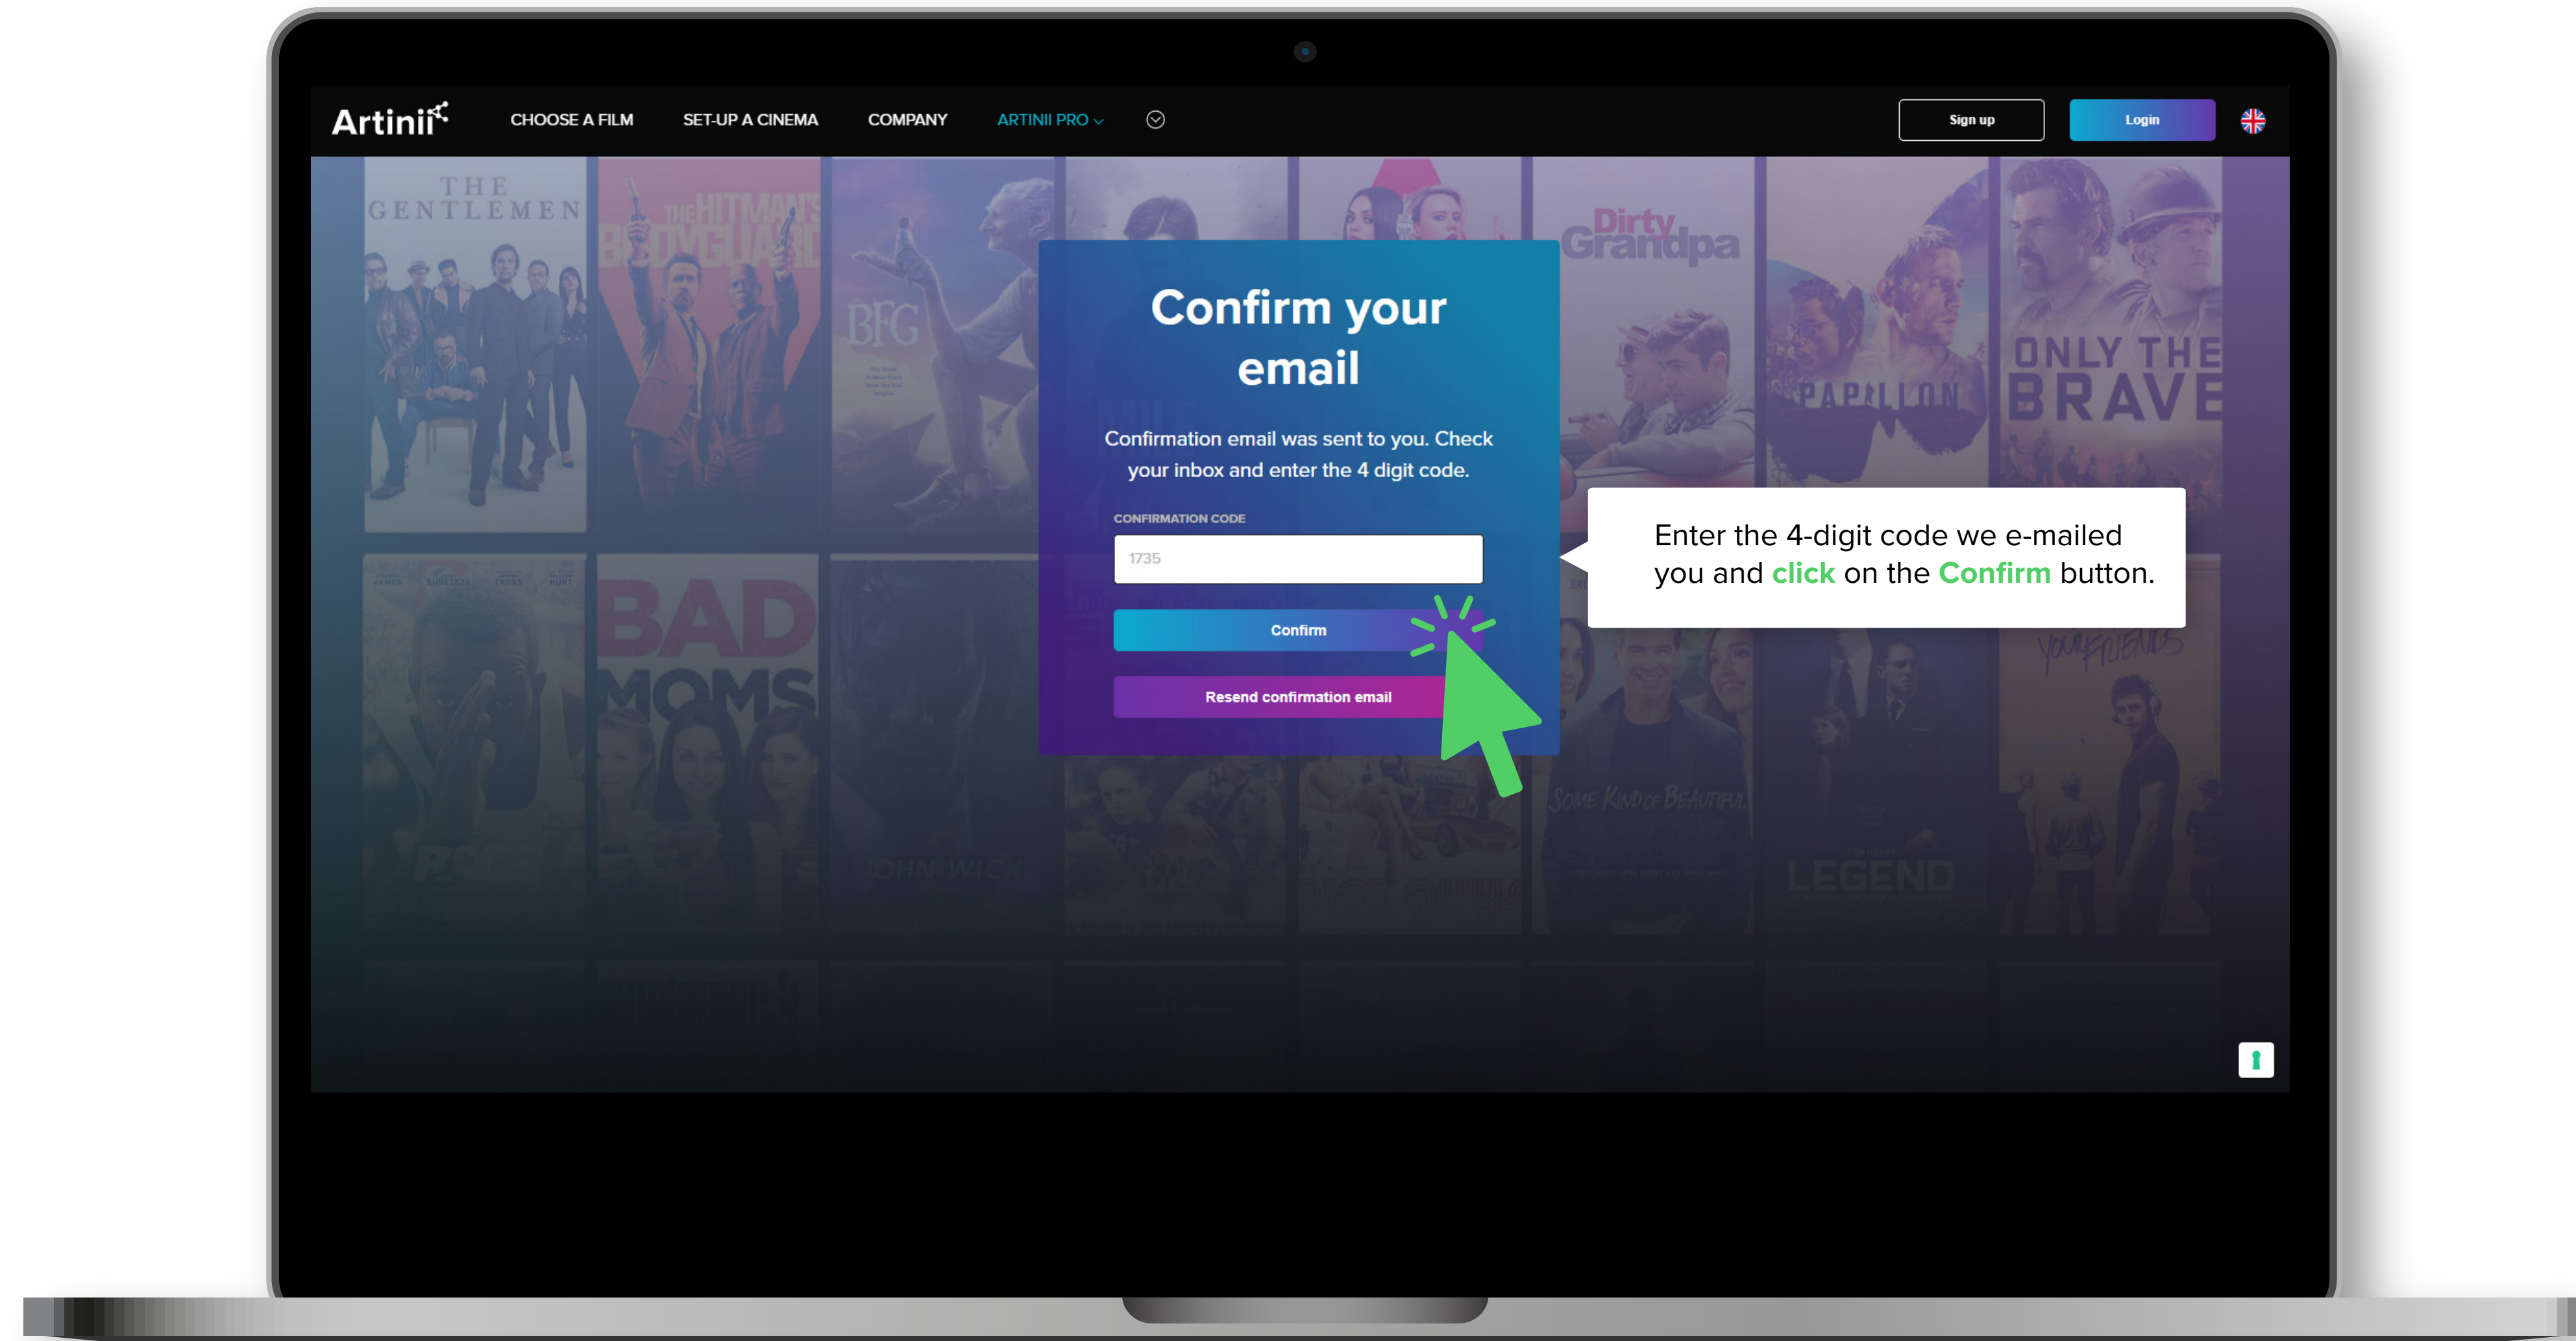 Artinii
CHOOSE A FILM
SET-UP A CINEMA
COMPANY
ARTINII PRO
Sign up
Login
THE
GENTLEMEN
THE HITMAN'S
BODYGUARD
BFG
Dirty
Grandpa
PAPILLON
ONLY THE
BRAVE
Confirm your
email
Confirmation email was sent to you. Check
your inbox and enter the 4 digit code.
CONFIRMATION CODE
1735
Confirm
Resend confirmation email
Enter the 4-digit code we e-mailed
you and click on the Confirm button.
BAD
MOMS
RACE
JOHN WICK
SOME KIND OF BEAUTIFUL
LEGEND
YOUR FRIENDS